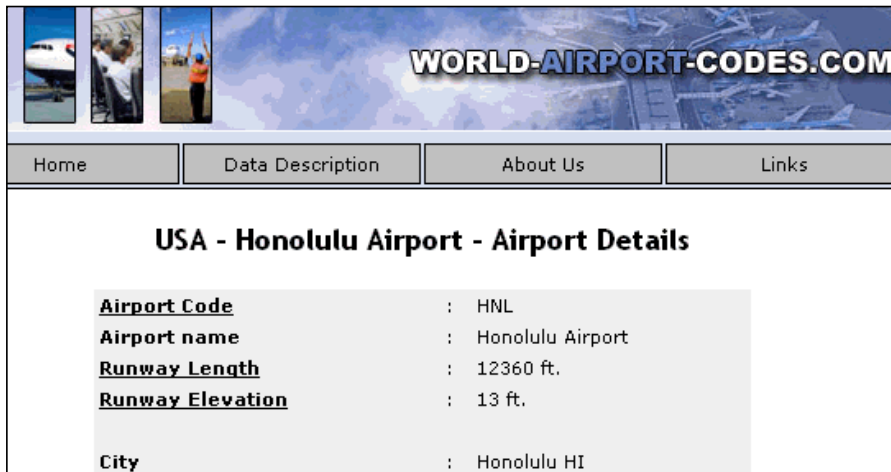 WORLD-AIRPORT-CODES.COM
Home Data Description About Us Links
USA - Honolulu Airport - Airport Details
Airport Code : HNL
Airport name : Honolulu Airport
Runway Length : 12360 ft.
Runway Elevation : 13 ft.
City : Honolulu HI